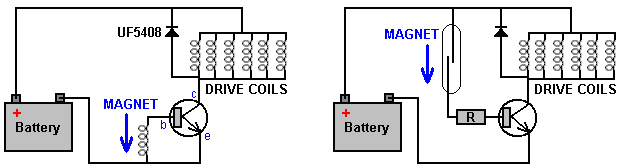 UF5408
MAGNET
DRIVE COILS
c
MAGNET
+
Battery
b
e
MAGNET
DRIVE COILS
+
Battery
R